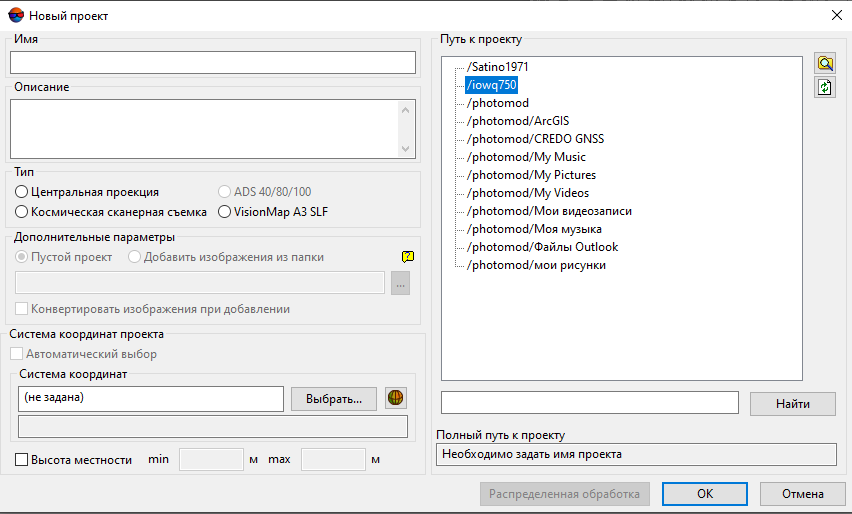 Новый проект
Имя
Описание
Тип
Центральная проекция
ADS 40/80/100
Космическая сканерная съемка
VisionMap A3 SLF
Дополнительные параметры
Пустой проект
Добавить изображения из папки
?
...
Конвертировать изображения при добавлении
Система координат проекта
Автоматический выбор
Система координат
(не задана)
Выбрать...
Высота местности
min
м
max
м
Путь к проекту
/Satino1971
/iowq750
/photomod
/photomod/ArcGIS
/photomod/CREDO GNSS
/photomod/My Music
/photomod/My Pictures
/photomod/My Videos
/photomod/Мои видеозаписи
/photomod/Моя музыка
/photomod/Файлы Outlook
/photomod/мои рисунки
Найти
Полный путь к проекту
Необходимо задать имя проекта
Распределенная обработка
OK
Отмена